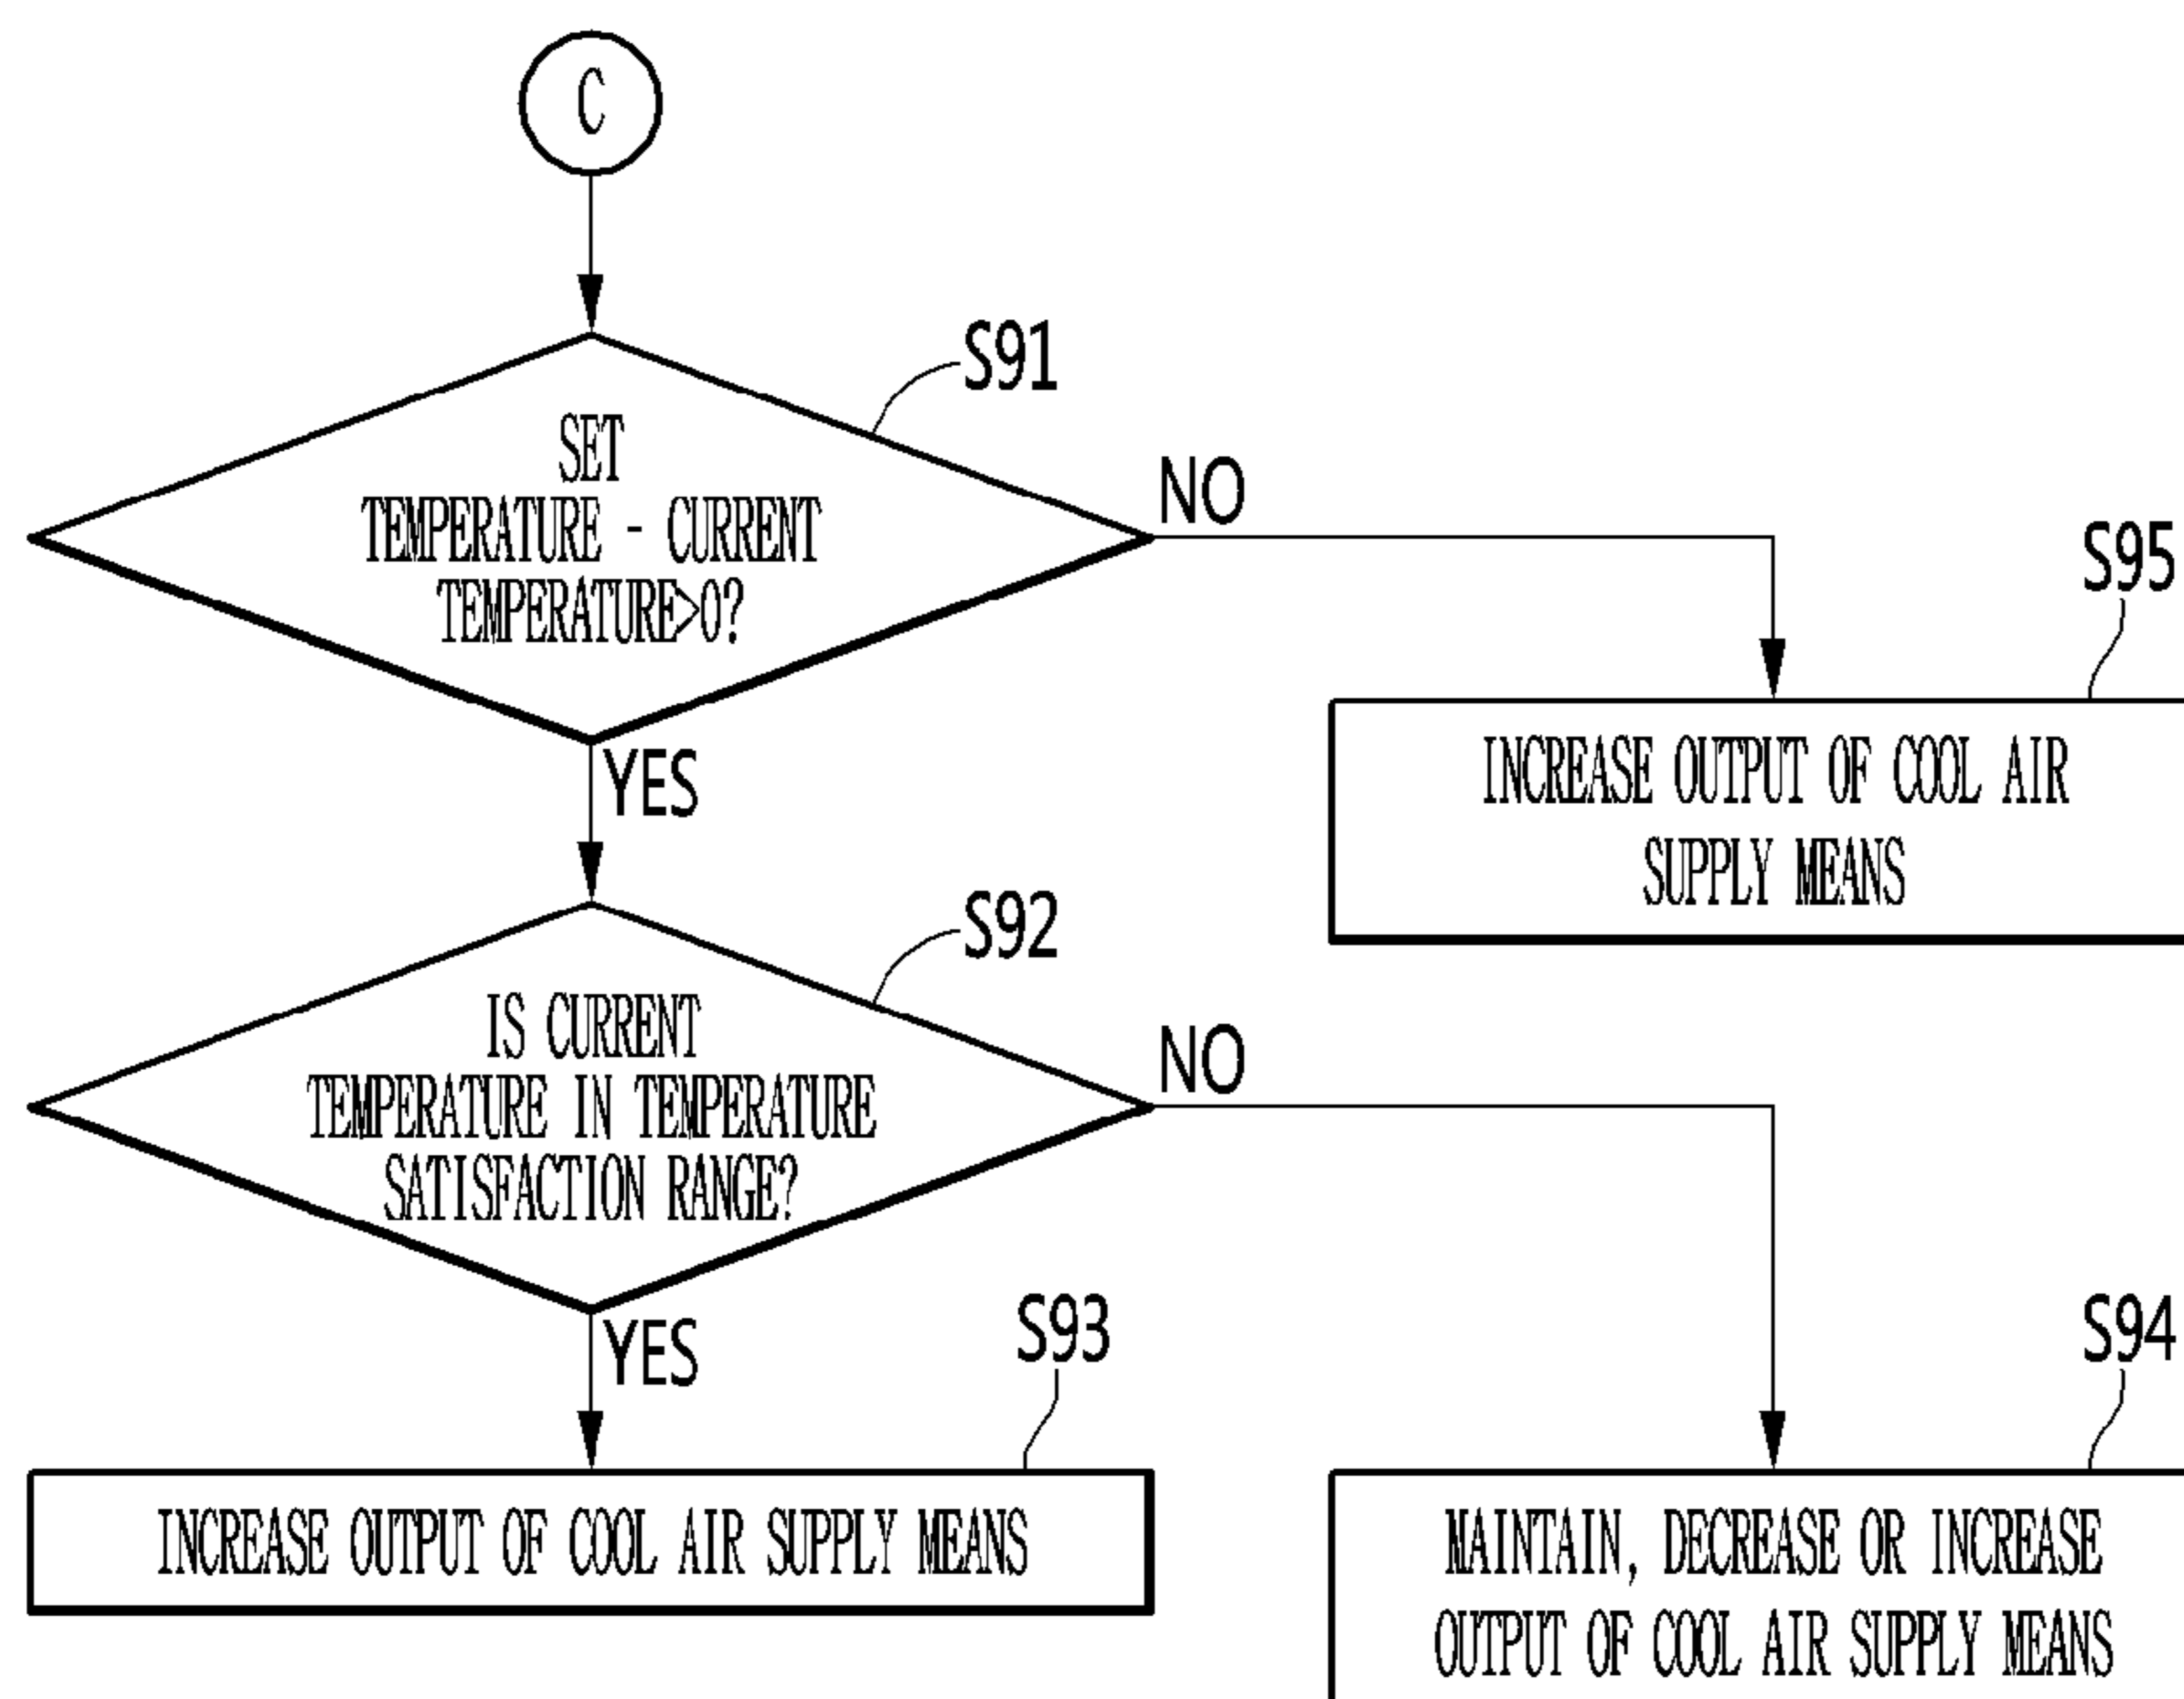 C
S91
SET
TEMPERATURE - CURRENT
TEMPERATURE>0?
NO
YES
S95
INCREASE OUTPUT OF COOL AIR
SUPPLY MEANS
S92
IS CURRENT
TEMPERATURE IN TEMPERATURE
SATISFACTION RANGE?
NO
YES
S93
INCREASE OUTPUT OF COOL AIR SUPPLY MEANS
S94
MAINTAIN, DECREASE OR INCREASE
OUTPUT OF COOL AIR SUPPLY MEANS